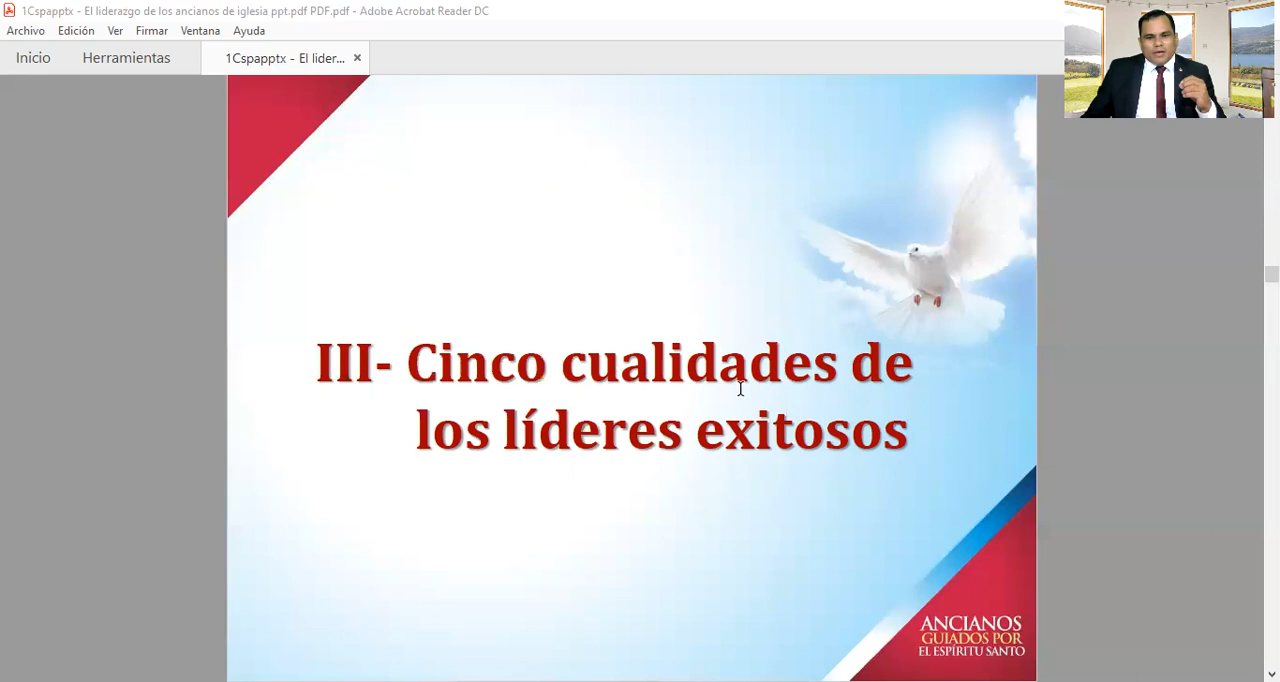 1Cspapptx - El liderazgo de los ancianos de iglesia ppt.pdf PDF.pdf - Adobe Acrobat Reader DC
Archivo Edición Ver Firmar Ventana Ayuda
Inicio Herramientas 1Cspapptx - El lider... ×
III- Cinco cualidades de
los líderes exitosos
ANCIANOS
GUIADOS POR
EL ESPÍRITU SANTO